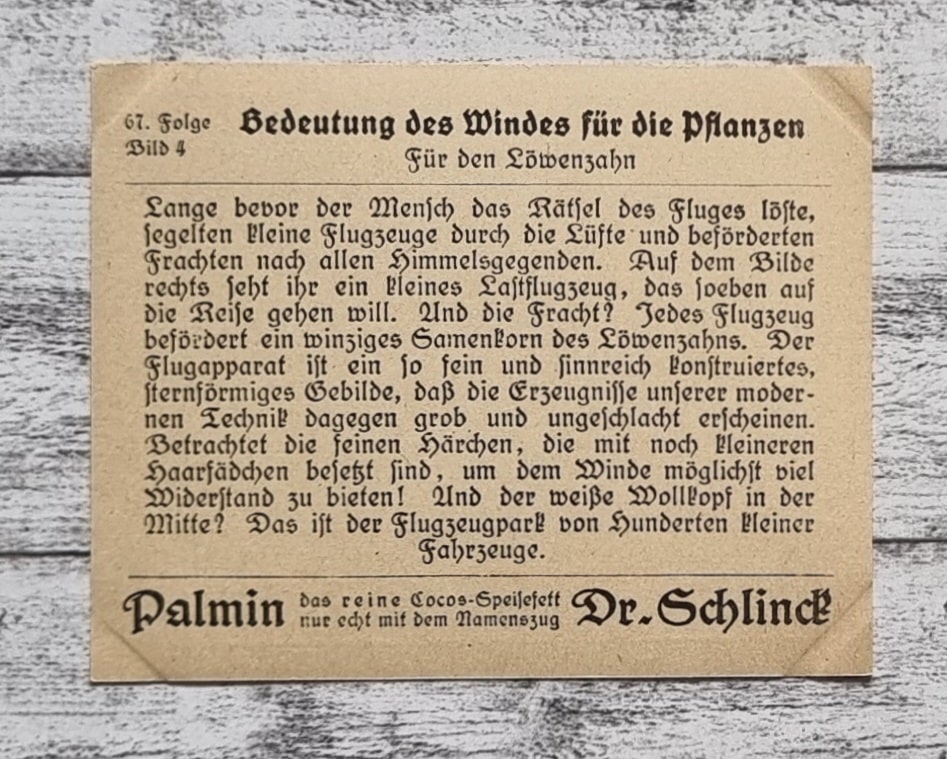 67. Folge
Bild 4
Bedeutung des Windes für die Pflanzen
Für den Löwenzahn
Lange bevor der Mensch das Rätsel des Fluges löste,
segelten kleine Flugzeuge durch die Lüfte und beförderten
Frachten nach allen Himmelsgegenden. Auf dem Bilde
rechts seht ihr ein kleines Lastflugzeug, das soeben auf
die Reise gehen will. Und die Fracht? Jedes Flugzeug
befördert ein winziges Samenkorn des Löwenzahns. Der
Flugapparat ist ein so fein und sinnreich konstruiertes,
sternförmiges Gebilde, daß die Erzeugnisse unserer moder-
nen Technik dagegen grob und ungeschlacht erscheinen.
Betrachtet die feinen Härchen, die mit noch kleineren
Haarfädchen besetzt sind, um dem Winde möglichst viel
Widerstand zu bieten! Und der weiße Wollkopf in der
Mitte? Das ist der Flugzeugpark von Hunderten kleiner
Fahrzeuge.
Palmin das reine Cocos-Speisefett nur echt mit dem Namenszug Dr. Schlinck